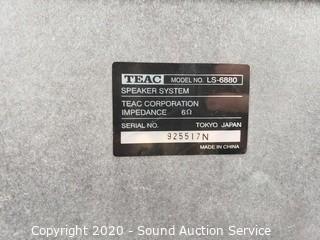 TEAC MODEL NO. LS-6880
SPEAKER SYSTEM
TEAC CORPORATION
IMPEDANCE 6Ω
SERIAL NO. TOKYO JAPAN
925517N
MADE IN CHINA
Copyright © 2020 - Sound Auction Service